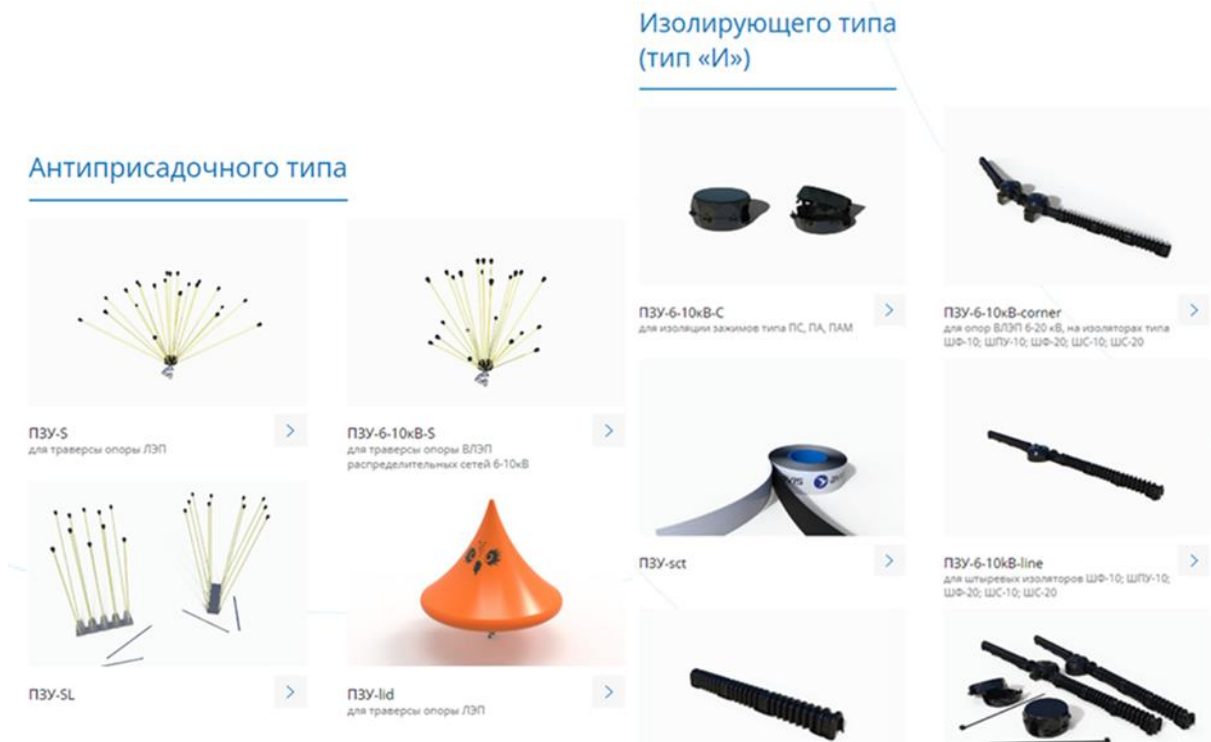 Антиприсадочного типа
ПЗУ-S
для траверсы опоры ЛЭП
ПЗУ-6-10кВ-S
для траверсы опоры ВЛЭП
распределительных сетей 6-10кВ
ПЗУ-SL
ПЗУ-lid
для траверсы опоры ЛЭП
Изолирующего типа
(тип «И»)
ПЗУ-6-10кВ-С
для изоляции зажимов типа ПС, ПА, ПАМ
ПЗУ-6-10кВ-corner
для опор ВЛЭП 6-20 кВ, на изоляторах типа
ШФ-10; ШПУ-10; ШФ-20; ШС-10; ШС-20
ПЗУ-sct
ПЗУ-6-10kB-line
для штыревых изоляторов ШФ-10; ШПУ-10;
ШФ-20; ШС-10; ШС-20